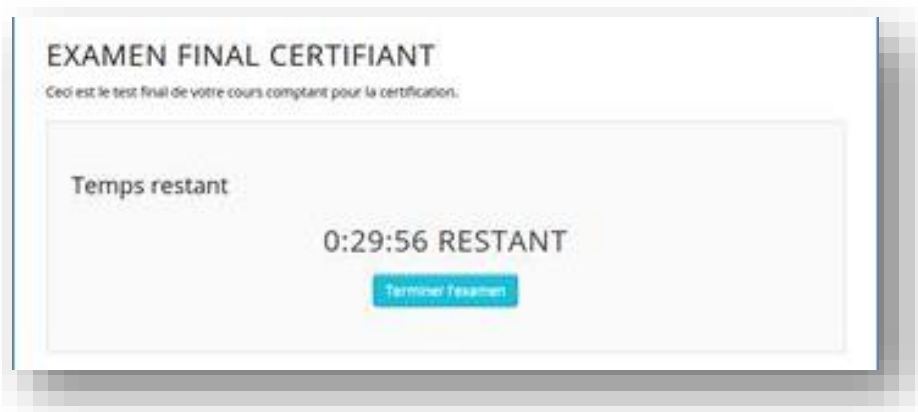 EXAMEN FINAL CERTIFIANT
Ceci est le test final de votre cours comptant pour la certification.
Temps restant
0:29:56 RESTANT
Terminer l'examen